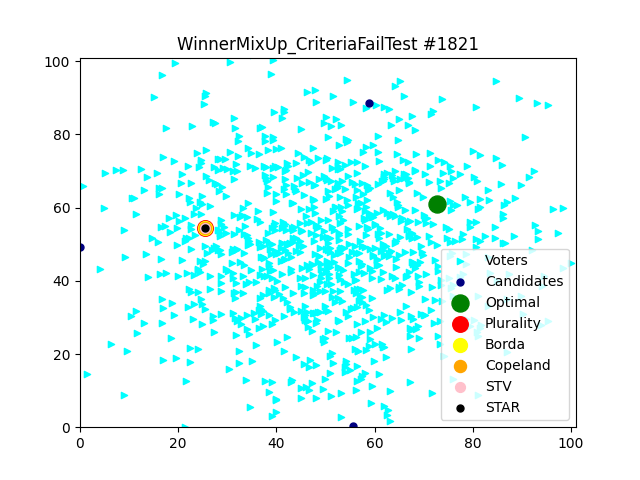 WinnerMixUp_CriteriaFailTest #1821
100
80
60
40
20
0
0
20
40
60
80
100
Voters
Candidates
Optimal
Plurality
Borda
Copeland
STV
STAR